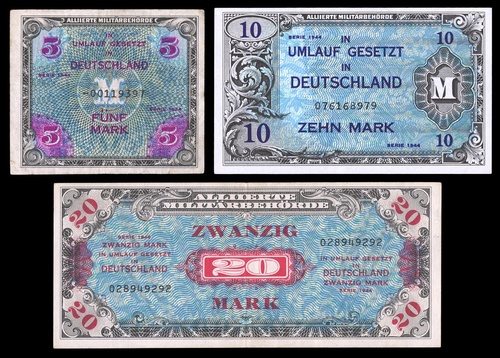 ALLIIERTE MILITÄRBEHÖRDE
5 IN 5
UMLAUF GESETZT
IN
DEUTSCHLAND
SERIE 1944
-00119397
SERIE 1944
FÜNF
5 MARK 5
ALLIIERTE MILITÄRBEHÖRDE
SERIE 1944
10 IN 10
UMLAUF GESETZT
IN
DEUTSCHLAND
M
076168979
10 ZEHN MARK 10
SERIE 1944
ALLIIERTE
MILITÄRBEHÖRDE
20 20
SERIE 1944
ZWANZIG MARK
IN UMLAUF GESETZT
IN
DEUTSCHLAND
028949292
ZWANZIG
20
MARK
028949292
IN UMLAUF GESETZT
IN
DEUTSCHLAND
ZWANZIG MARK
SERIE 1944
20 20